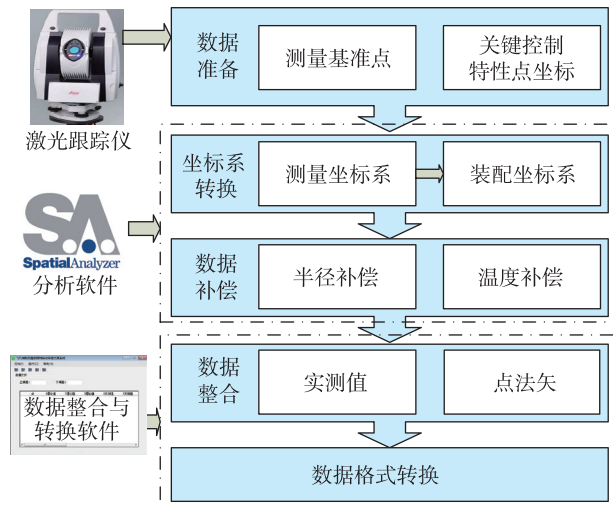 数据
准备
测量基准点
关键控制
特性点坐标
激光跟踪仪
坐标系
转换
测量坐标系
装配坐标系
SA
SpatialAnalyzer
分析软件
数据
补偿
半径补偿
温度补偿
数据
整合
实测值
点法矢
数据整合与
转换软件
数据格式转换